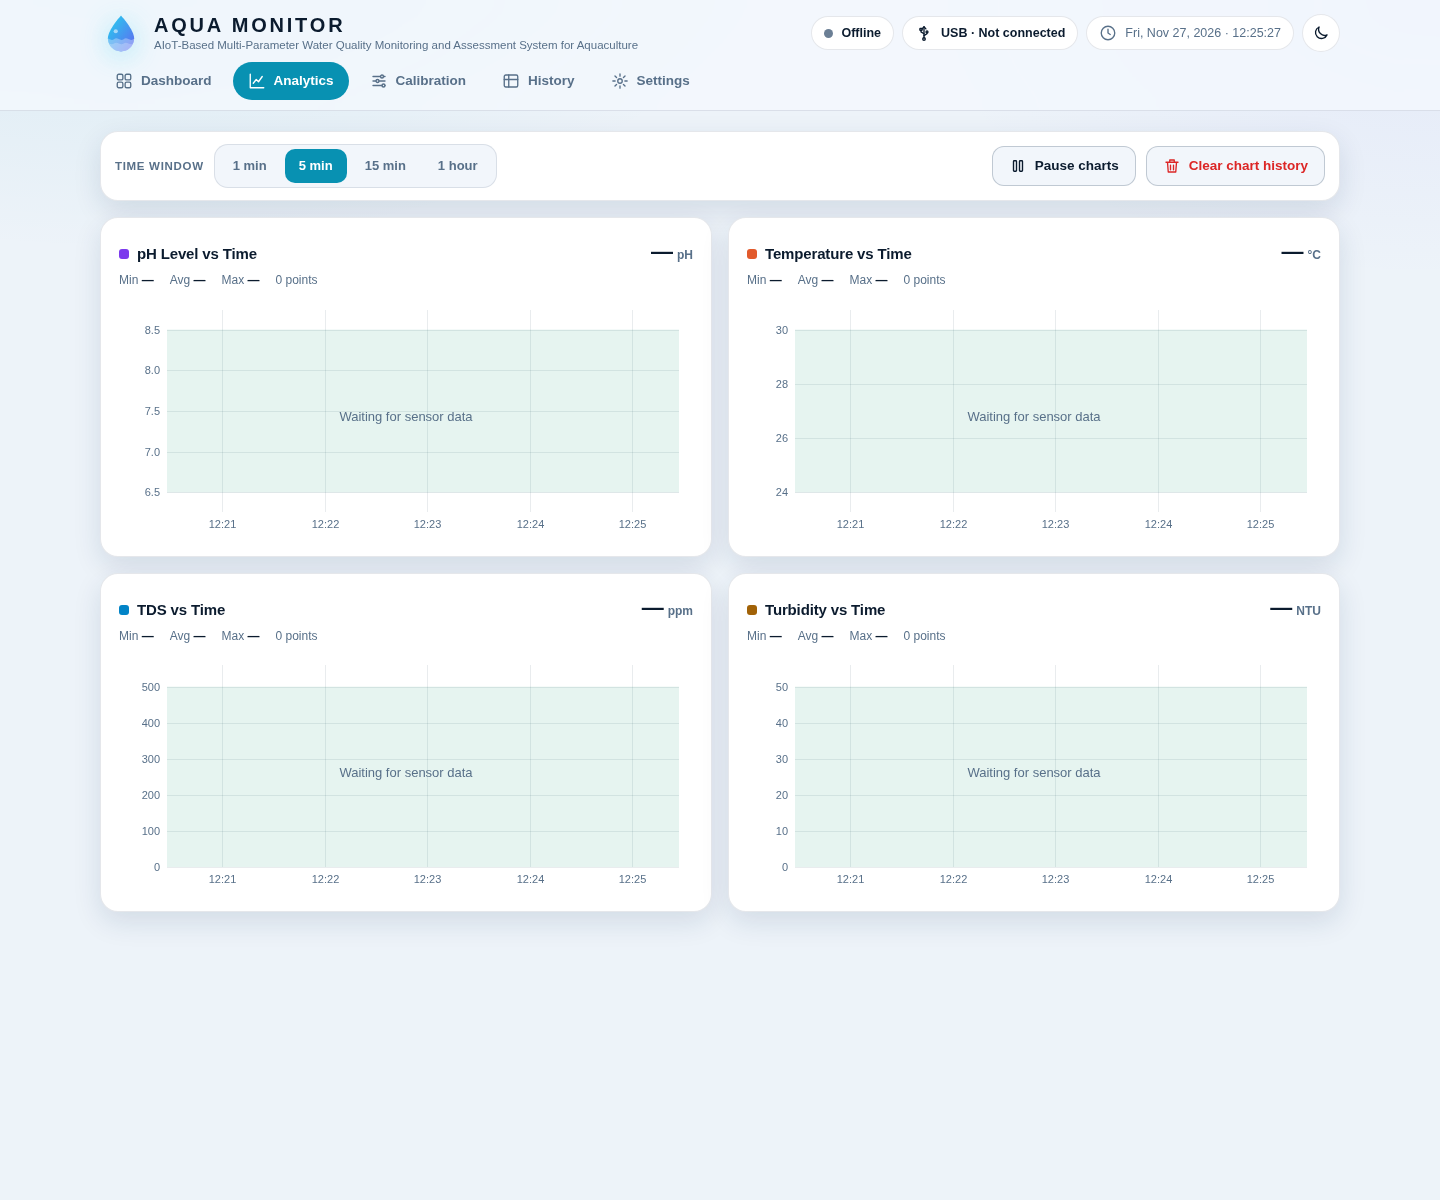 AQUA MONITOR
AIoT-Based Multi-Parameter Water Quality Monitoring and Assessment System for Aquaculture
Offline
USB · Not connected
Fri, Nov 27, 2026 · 12:25:27
Dashboard
Analytics
Calibration
History
Settings
TIME WINDOW
1 min
5 min
15 min
1 hour
Pause charts
Clear chart history
pH Level vs Time
— pH
Min — Avg — Max — 0 points
8.5
8.0
7.5
7.0
6.5
Waiting for sensor data
12:21 12:22 12:23 12:24 12:25
Temperature vs Time
— °C
Min — Avg — Max — 0 points
30
28
26
24
Waiting for sensor data
12:21 12:22 12:23 12:24 12:25
TDS vs Time
— ppm
Min — Avg — Max — 0 points
500
400
300
200
100
0
Waiting for sensor data
12:21 12:22 12:23 12:24 12:25
Turbidity vs Time
— NTU
Min — Avg — Max — 0 points
50
40
30
20
10
0
Waiting for sensor data
12:21 12:22 12:23 12:24 12:25